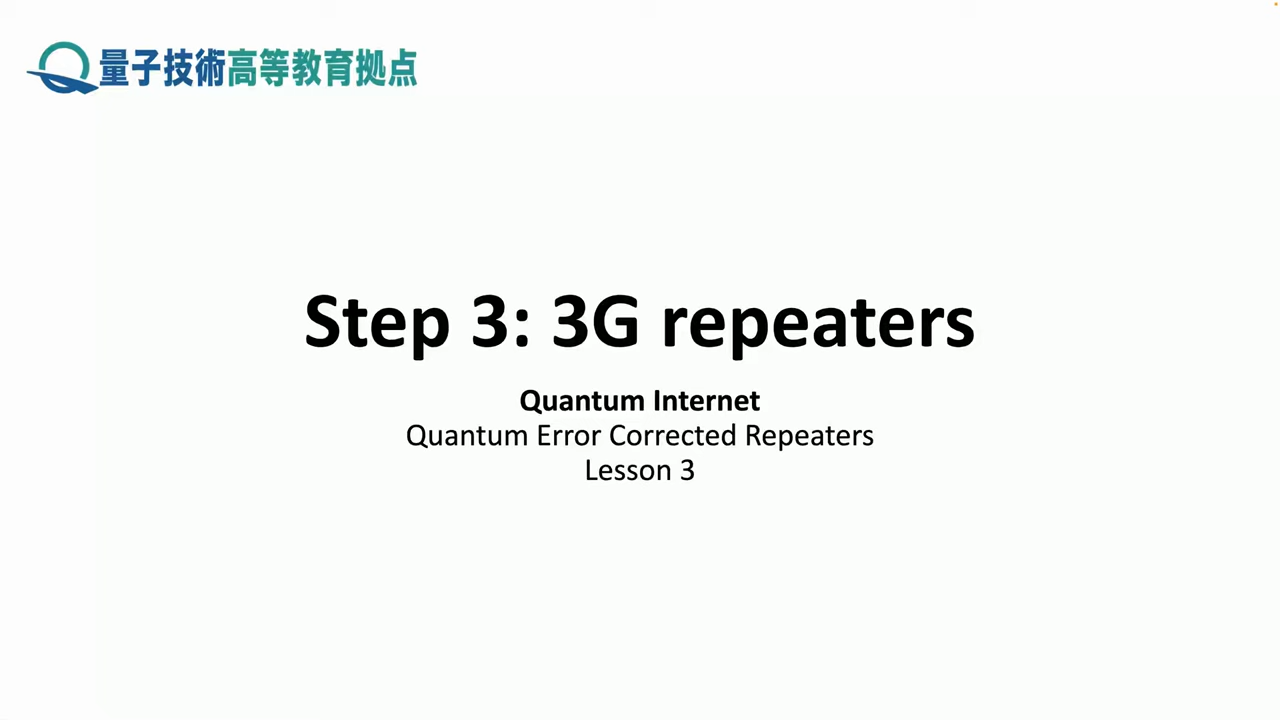 量子技術高等教育拠点
Step 3: 3G repeaters
Quantum Internet
Quantum Error Corrected Repeaters
Lesson 3